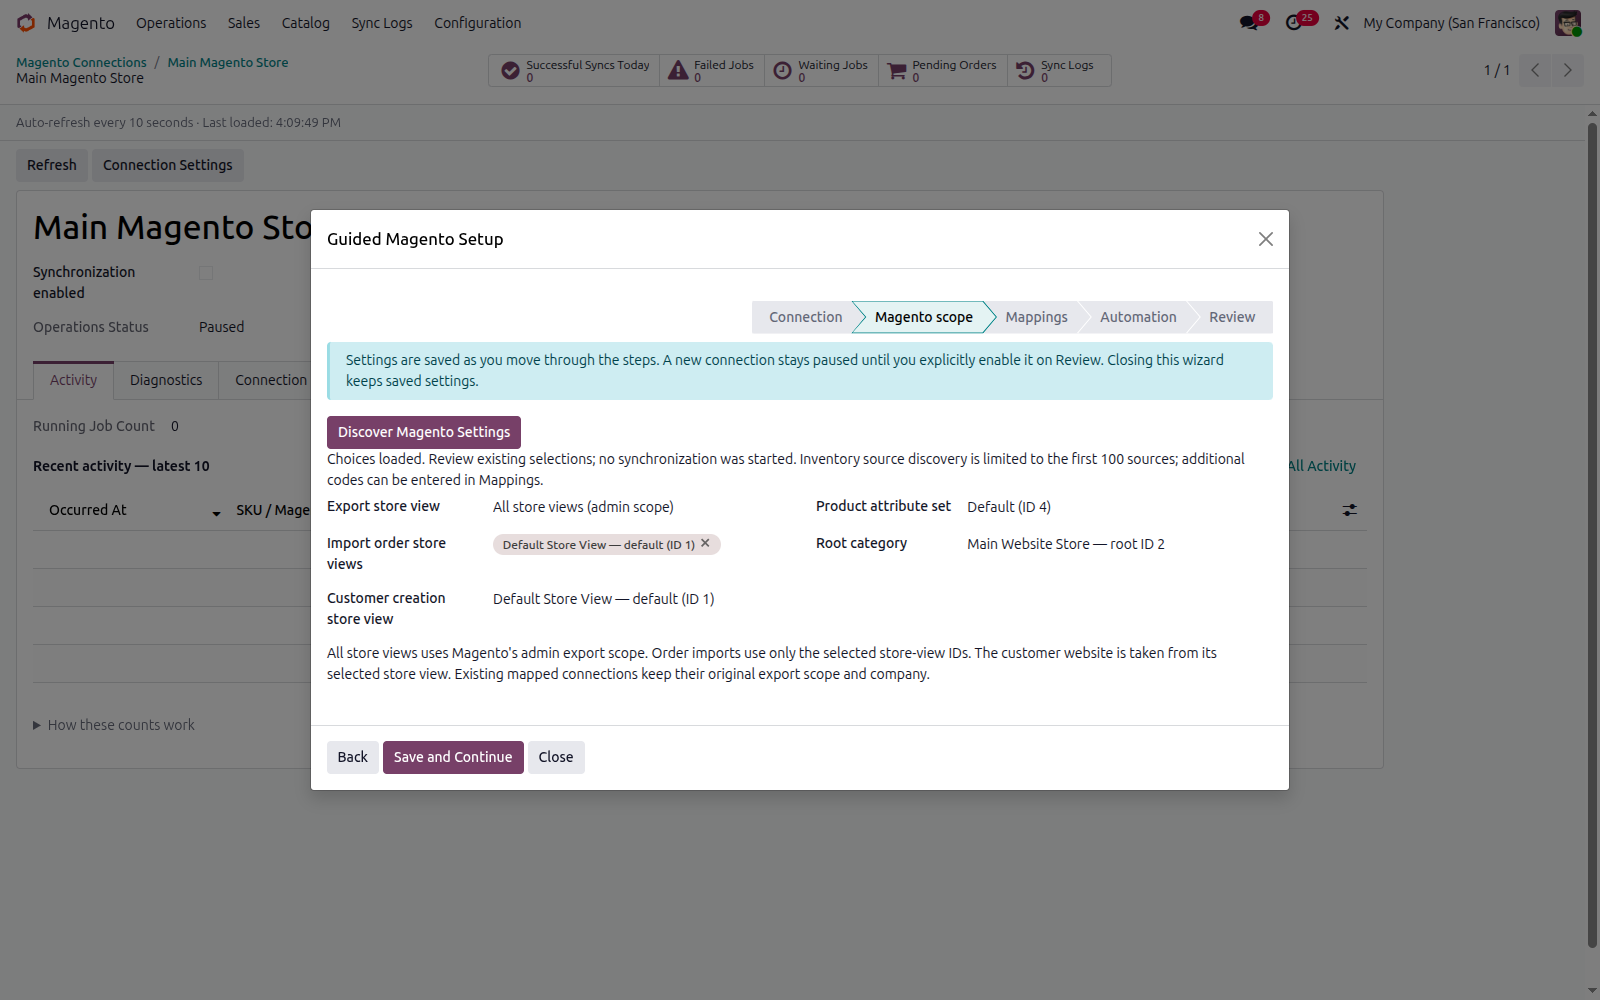 Magento
Operations
Sales
Catalog
Sync Logs
Configuration
8
25
My Company (San Francisco)
Magento Connections / Main Magento Store
Main Magento Store
Successful Syncs Today
0
Failed Jobs
0
Waiting Jobs
0
Pending Orders
0
Sync Logs
0
1 / 1
Auto-refresh every 10 seconds · Last loaded: 4:09:49 PM
Refresh
Connection Settings
Main Magento Sto
Synchronization
enabled
Operations Status
Paused
Activity
Diagnostics
Connection
Running Job Count
0
Recent activity — latest 10
All Activity
Occurred At
SKU / Mage
How these counts work
Guided Magento Setup
Connection
Magento scope
Mappings
Automation
Review
Settings are saved as you move through the steps. A new connection stays paused until you explicitly enable it on Review. Closing this wizard
keeps saved settings.
Discover Magento Settings
Choices loaded. Review existing selections; no synchronization was started. Inventory source discovery is limited to the first 100 sources; additional
codes can be entered in Mappings.
Export store view
All store views (admin scope)
Product attribute set
Default (ID 4)
Import order store
views
Default Store View — default (ID 1)
Root category
Main Website Store — root ID 2
Customer creation
store view
Default Store View — default (ID 1)
All store views uses Magento's admin export scope. Order imports use only the selected store-view IDs. The customer website is taken from its
selected store view. Existing mapped connections keep their original export scope and company.
Back
Save and Continue
Close